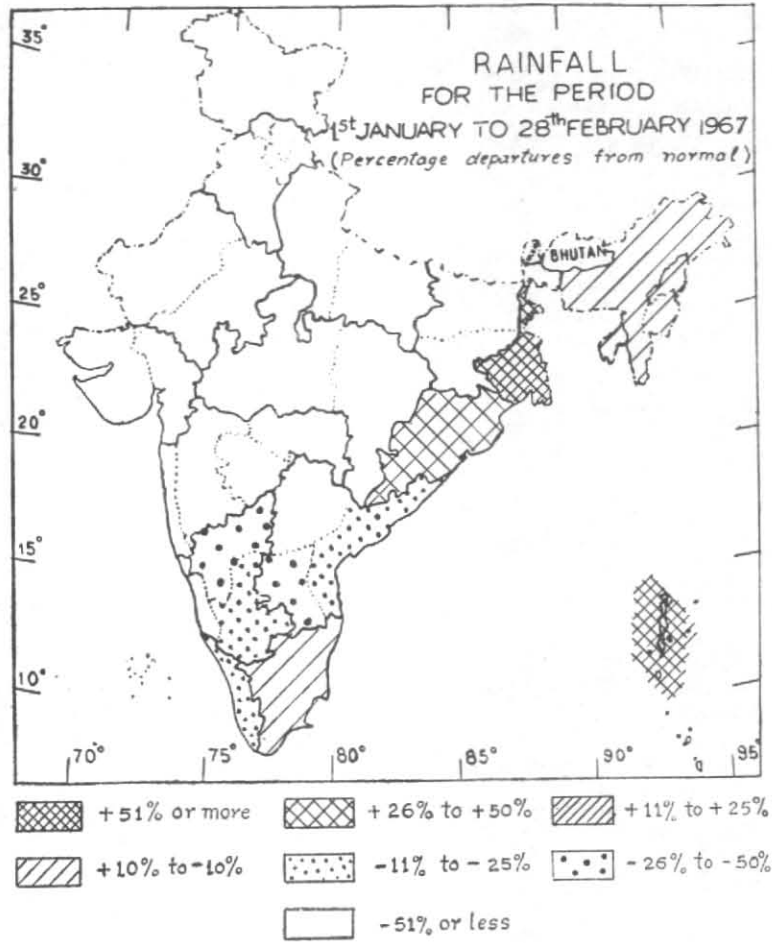 RAINFALL
FOR THE PERIOD
1st JANUARY TO 28th FEBRUARY 1967
(Percentage departures from normal)
35°
30°
BHUTAN
25°
20°
15°
10°
70° 75° 80° 85° 90° 95
+51% or more +26% to +50% +11% to +25%
+10% to -10% -11% to -25% -26% to -50%
-51% or less